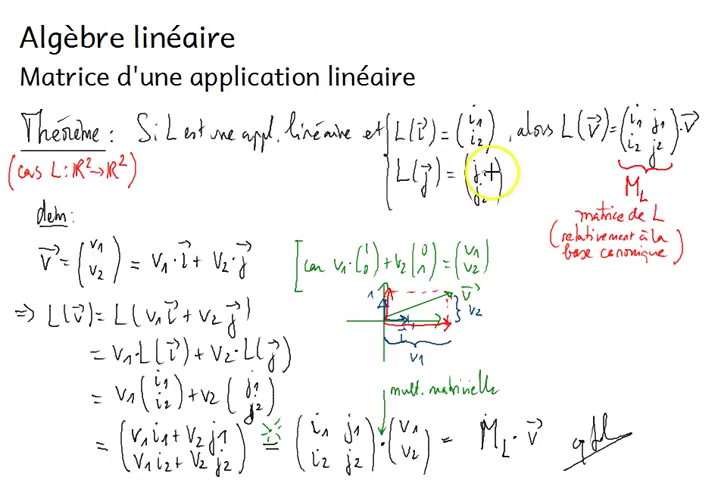 Algèbre linéaire
Matrice d'une application linéaire
Théorème : Si L est une appl. linéaire et { L(i⃗) = (i1 i2) , alors L(v⃗) = (i1 j1 i2 j2) · v⃗
(cas L : ℝ² → ℝ²) L(j⃗) = (j1 j2)
M_L
matrice de L
(relativement à la
base canonique)
dem :
v⃗ = (v1 v2) = v1 · i⃗ + v2 · j⃗ [car v1 · (1 0) + v2 (0 1) = (v1 v2)
1 v⃗ v2
i⃗
v1
=> L(v⃗) = L(v1 i⃗ + v2 j⃗)
= v1 · L(i⃗) + v2 · L(j⃗)
= v1 (i1 i2) + v2 (j1 j2)
mult. matricielle
= (v1 i1 + v2 j1 v1 i2 + v2 j2) = (i1 j1 i2 j2) · (v1 v2) = M_L · v⃗ qfd